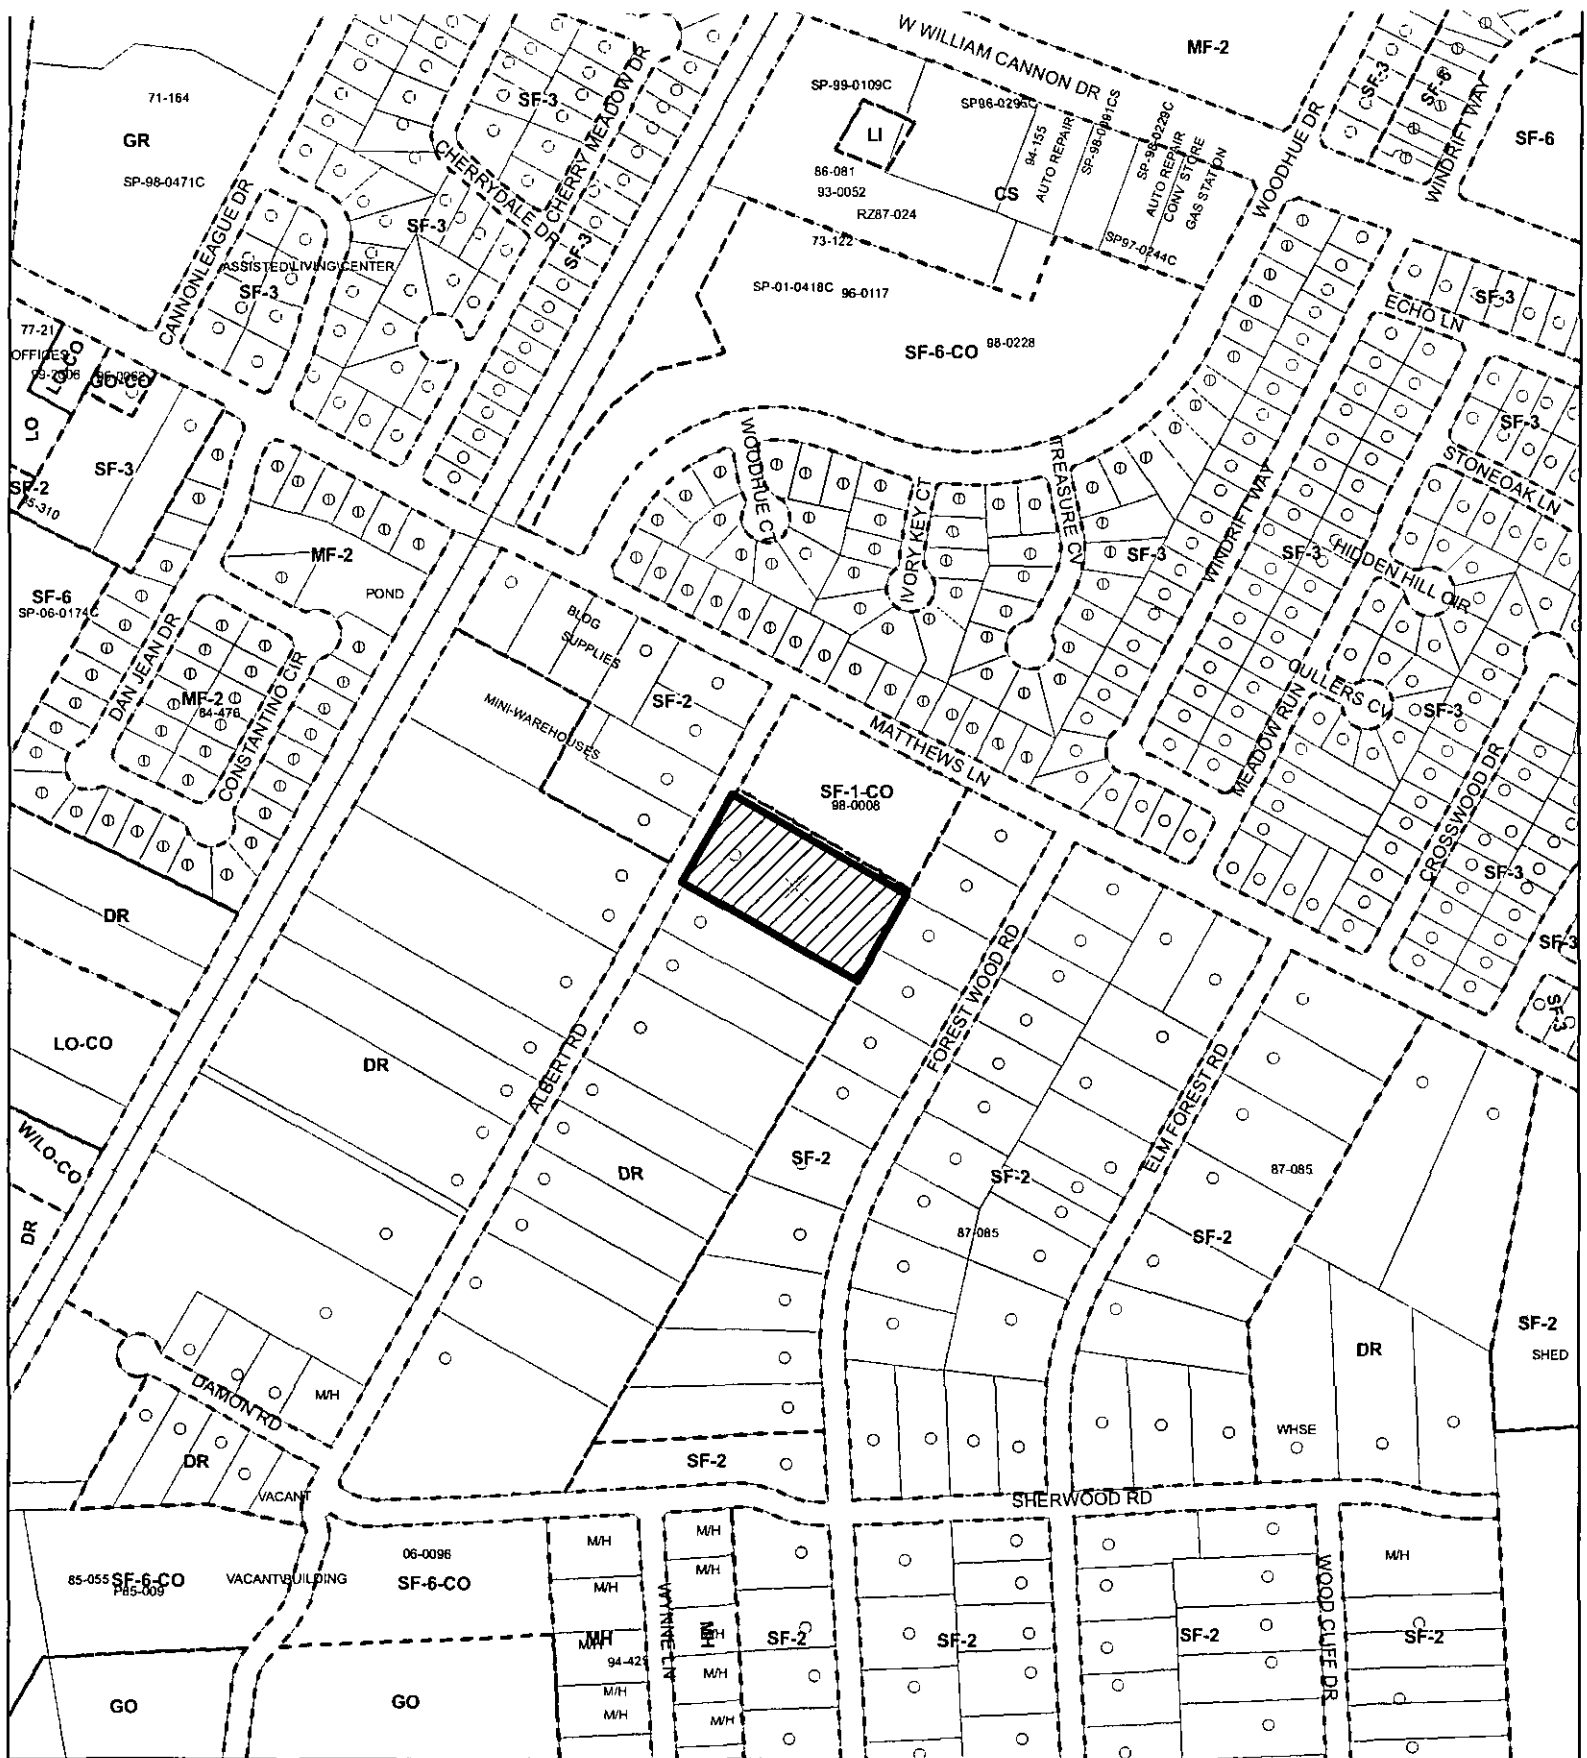 W WILLIAM CANNON DR
MF-2
SF-3
SF-6
WINDRIFT WAY
SF-6
71-164
GR
SP-98-0471C
SF-3
CHERRY MEADOW DR
CHERRYDALE DR
SF-3
SF-3
CANNONLEAGUE DR
ASSISTED LIVING CENTER
SF-3
SP-99-0109C
LI
86-081
93-0052
RZ87-024
73-122
94-155
AUTO REPAIR
CS
SP-98-0229C
AUTO REPAIR
CONV STORE
GAS STATION
SP97-0244C
WOODHUE DR
SP-01-0418C
96-0117
SF-6-CO
98-0228
ECHO LN
SF-3
77-21
OFFICES
LO-CO
GO-CO
LO
SF-3
SF-2
SF-3
STONEOAK LN
WOODHUE CT
IVORY KEY CT
TREASURE CV
SF-3
WINDRIFT WAY
SF-3
HIDDEN HILL CIR
MF-2
POND
SF-6
SP-06-0174C
DAN JEAN DR
MF-2
84-476
CONSTANTINO CIR
BLDG
SUPPLIES
SF-2
MINI-WAREHOUSES
MATTHEWS LN
CULLERS CV
SF-3
MEADOW RUN
CROSSWOOD DR
SF-1-CO
98-0008
SF-3
SF-3
SF-3
DR
LO-CO
W/LO-CO
DR
DR
ALBERT RD
DR
SF-2
FOREST WOOD RD
SF-2
87-085
ELM FOREST RD
87-085
SF-2
SF-2
SHED
DR
WHSE
DAMON RD
M/H
DR
VACANT
SF-2
SHERWOOD RD
85-055
SF-6-CO
P85-009
VACANT BUILDING
06-0096
SF-6-CO
GO
GO
M/H
M/H
MH
M/H
M/H
WYNNE LN
M/H
M/H
MH
M/H
M/H
SF-2
SF-2
SF-2
WOOD CLIFF DR
M/H
SF-2